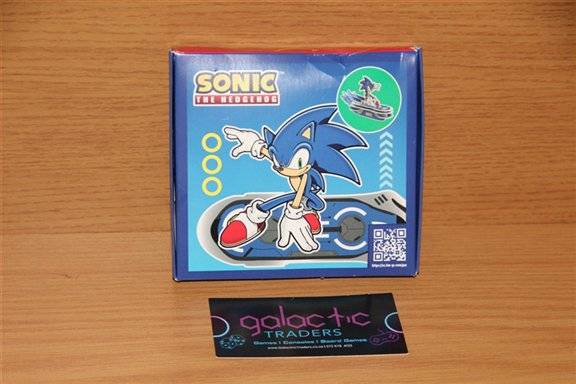 SONIC
THE HEDGEHOG
galactic
TRADERS
Games | Consoles | Board Games